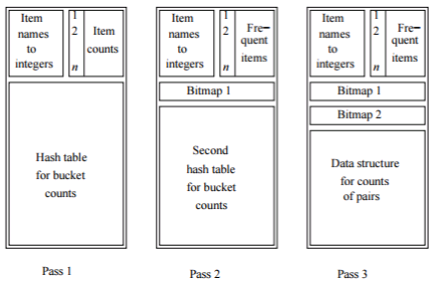 Item
names
to
integers
1
2
n
Item
counts
Hash table
for bucket
counts
Pass 1
Item
names
to
integers
1
2
n
Fre-
quent
items
Bitmap 1
Second
hash table
for bucket
counts
Pass 2
Item
names
to
integers
1
2
n
Fre-
quent
items
Bitmap 1
Bitmap 2
Data structure
for counts
of pairs
Pass 3